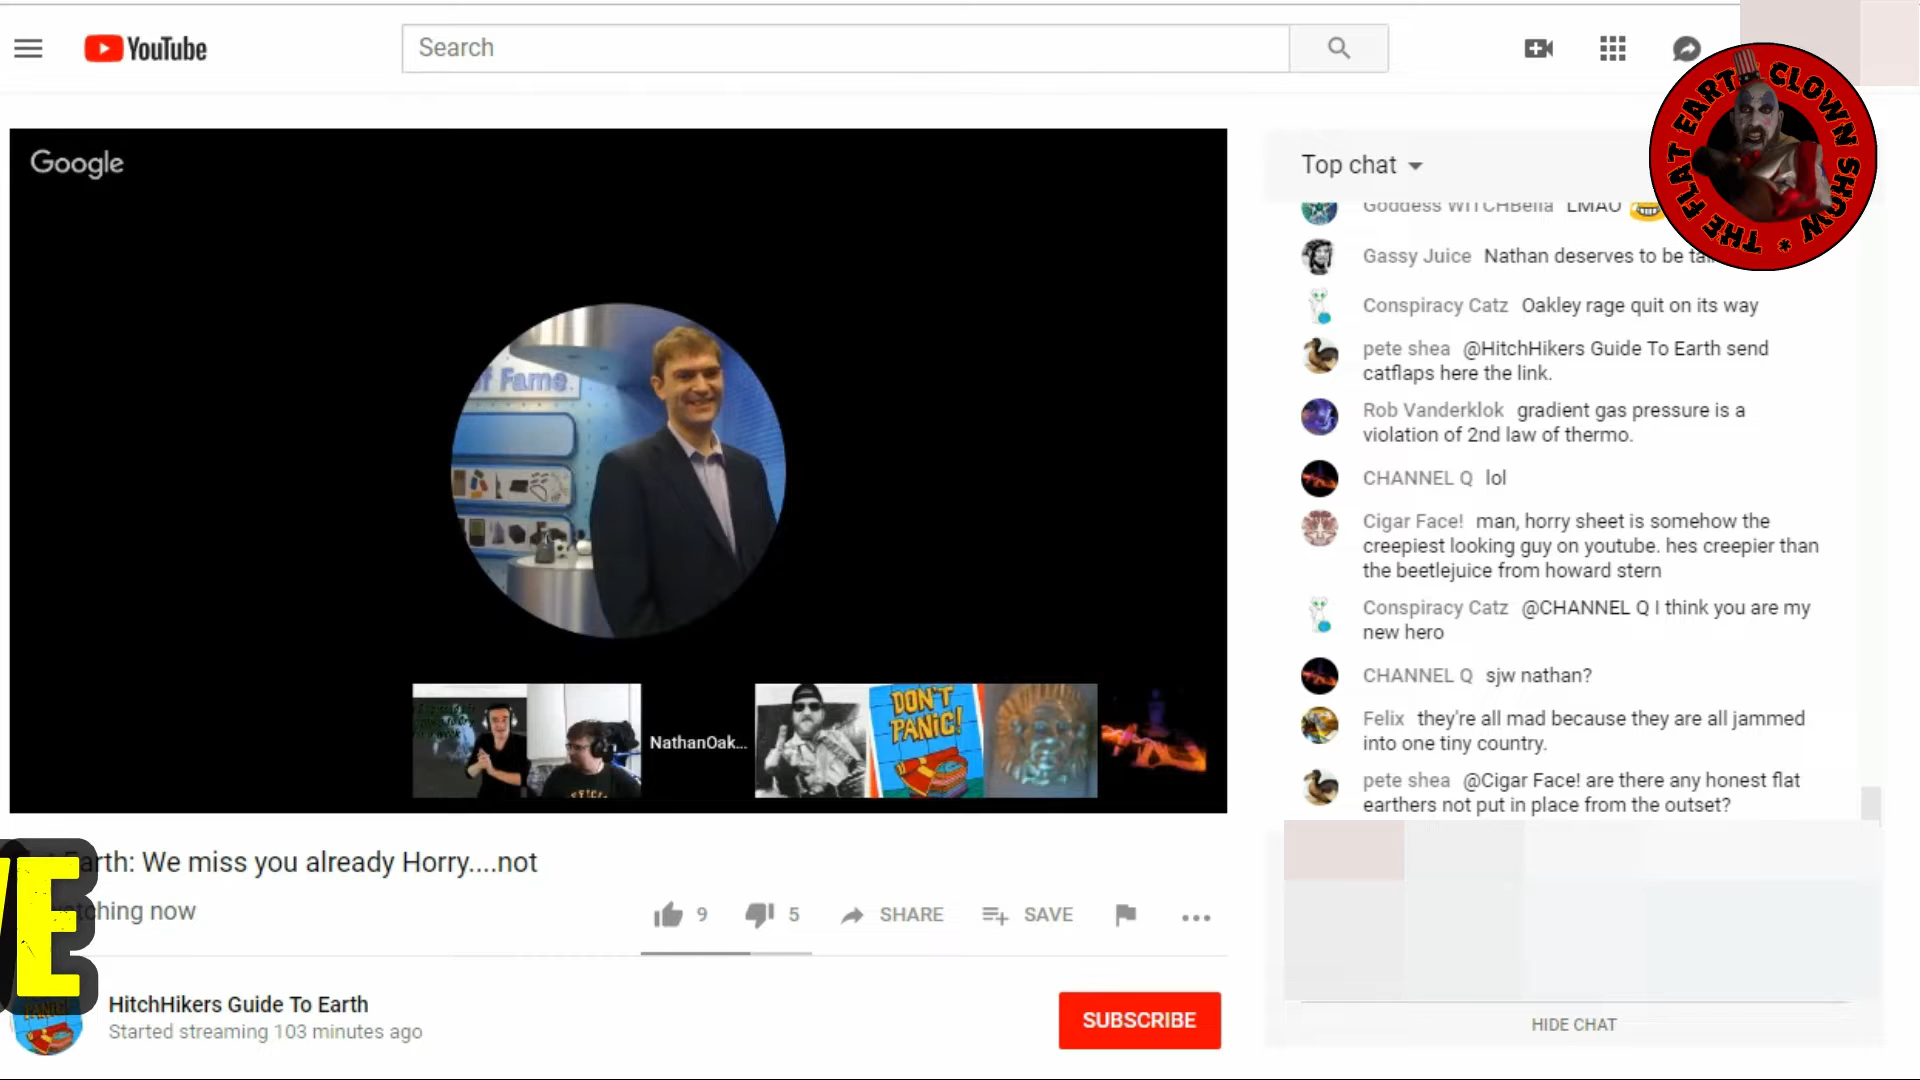 YouTube
Search
THE FLAT EARTH CLOWN SHOW *
Google
f Fame.
NathanOak...
DON'T
PANIC!
Top chat
Goddess WITCHBella LMAO
Gassy Juice Nathan deserves to be
Conspiracy Catz Oakley rage quit on its way
pete shea @HitchHikers Guide To Earth send
catflaps here the link.
Rob Vanderklok gradient gas pressure is a
violation of 2nd law of thermo.
CHANNEL Q lol
Cigar Face! man, horry sheet is somehow the
creepiest looking guy on youtube. hes creepier than
the beetlejuice from howard stern
Conspiracy Catz @CHANNEL Q I think you are my
new hero
CHANNEL Q sjw nathan?
Felix they're all mad because they are all jammed
into one tiny country.
pete shea @Cigar Face! are there any honest flat
earthers not put in place from the outset?
HIDE CHAT
Earth: We miss you already Horry....not
tching now
9
5
SHARE
SAVE
VE
HitchHikers Guide To Earth
Started streaming 103 minutes ago
SUBSCRIBE